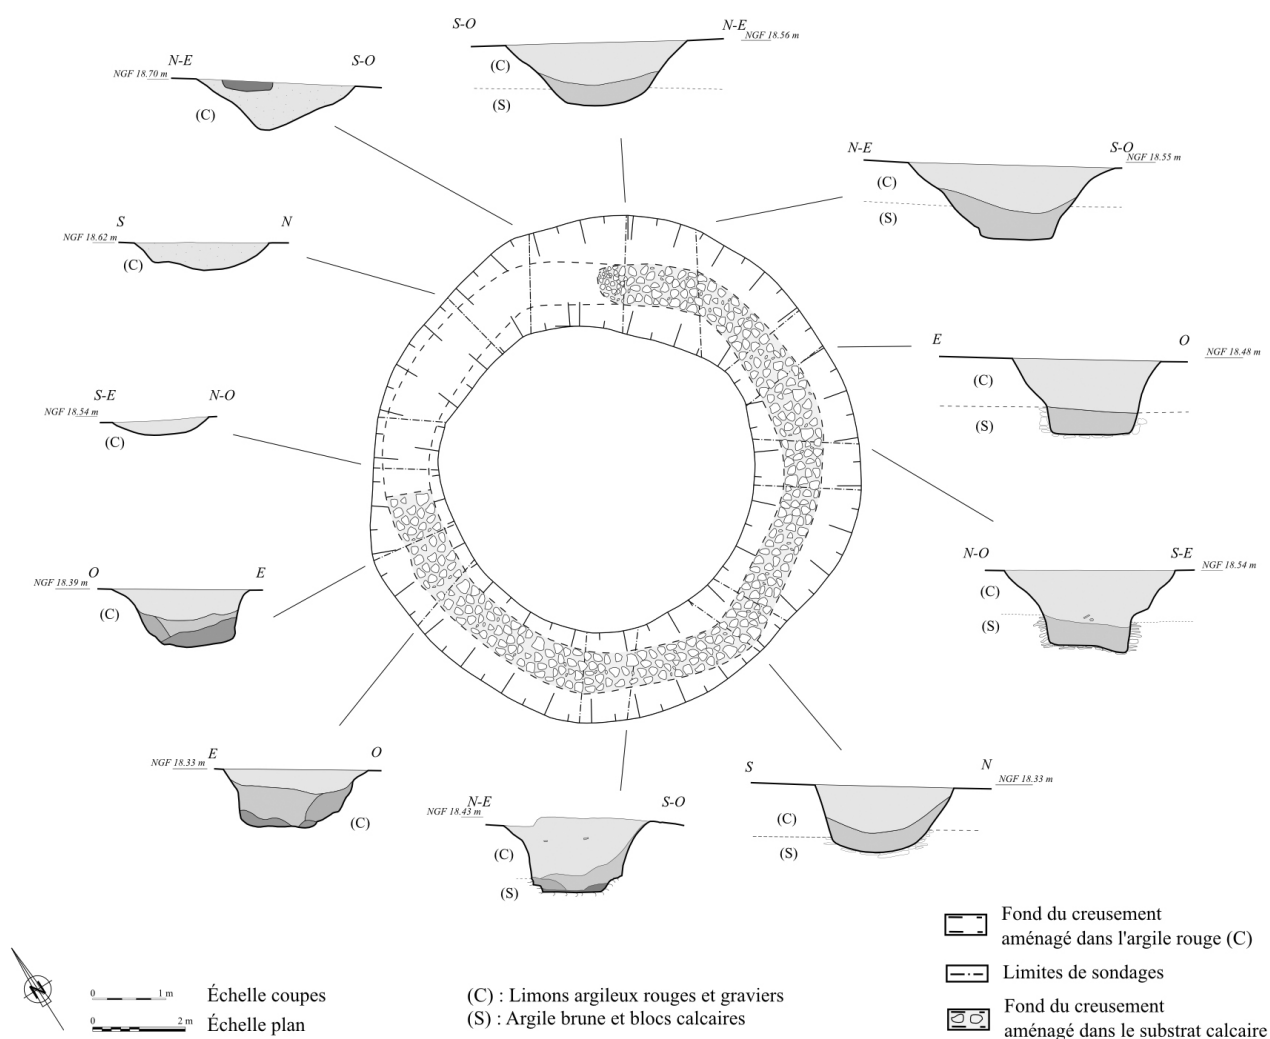 S-O
N-E
NGF 18.56 m
(C)
(S)
N-E
S-O
NGF 18.70 m
(C)
N-E
S-O
NGF 18.55 m
(C)
(S)
S
N
NGF 18.62 m
(C)
E
O
NGF 18.48 m
(C)
(S)
S-E
N-O
NGF 18.54 m
(C)
N-O
S-E
NGF 18.54 m
(C)
(S)
O
E
NGF 18.39 m
(C)
E
O
NGF 18.33 m
(C)
N-E
S-O
NGF 18.43 m
(C)
(S)
S
N
NGF 18.33 m
(C)
(S)
Fond du creusement
aménagé dans l'argile rouge (C)
Limites de sondages
Fond du creusement
aménagé dans le substrat calcaire
N
0 1 m
Échelle coupes
0 2 m
Échelle plan
(C) : Limons argileux rouges et graviers
(S) : Argile brune et blocs calcaires